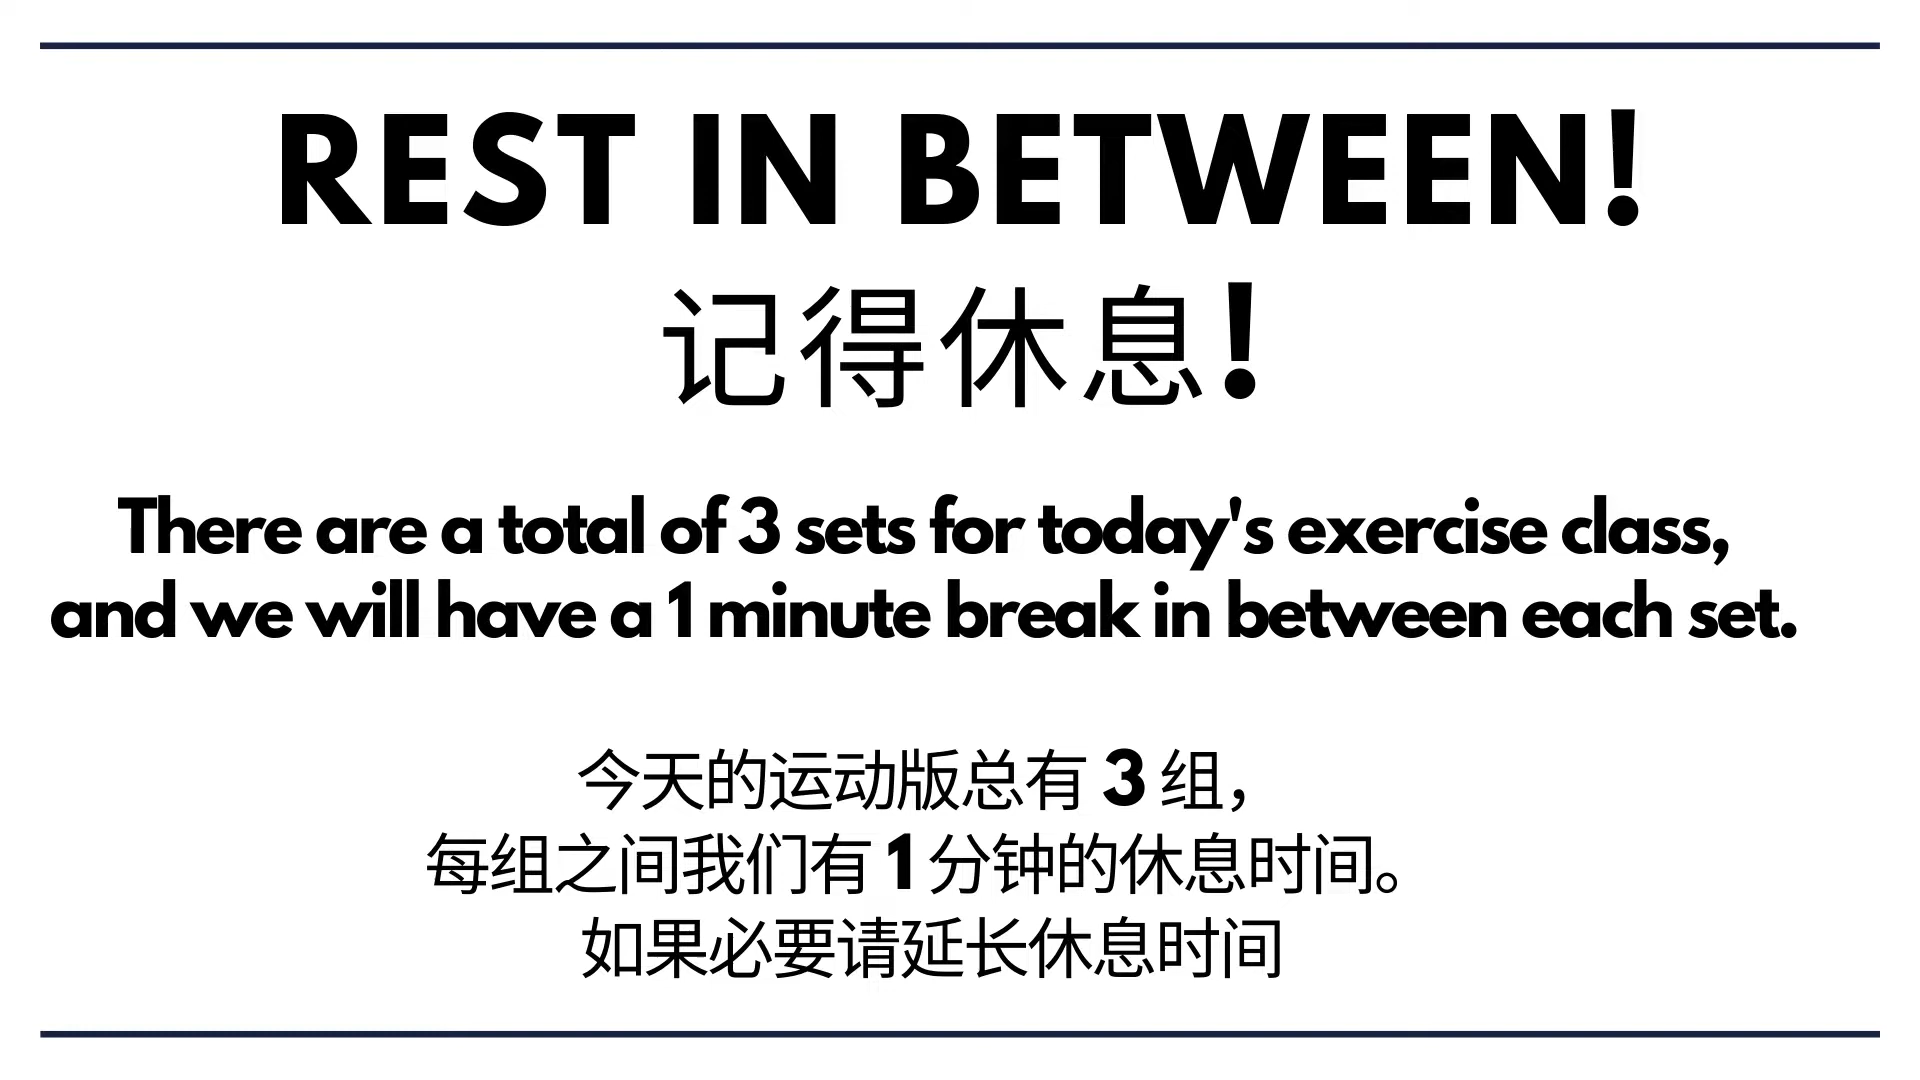 REST IN BETWEEN!
记得休息!
There are a total of 3 sets for today's exercise class,
and we will have a 1 minute break in between each set.
今天的运动版总有 3 组，
每组之间我们有 1 分钟的休息时间。
如果必要请延长休息时间